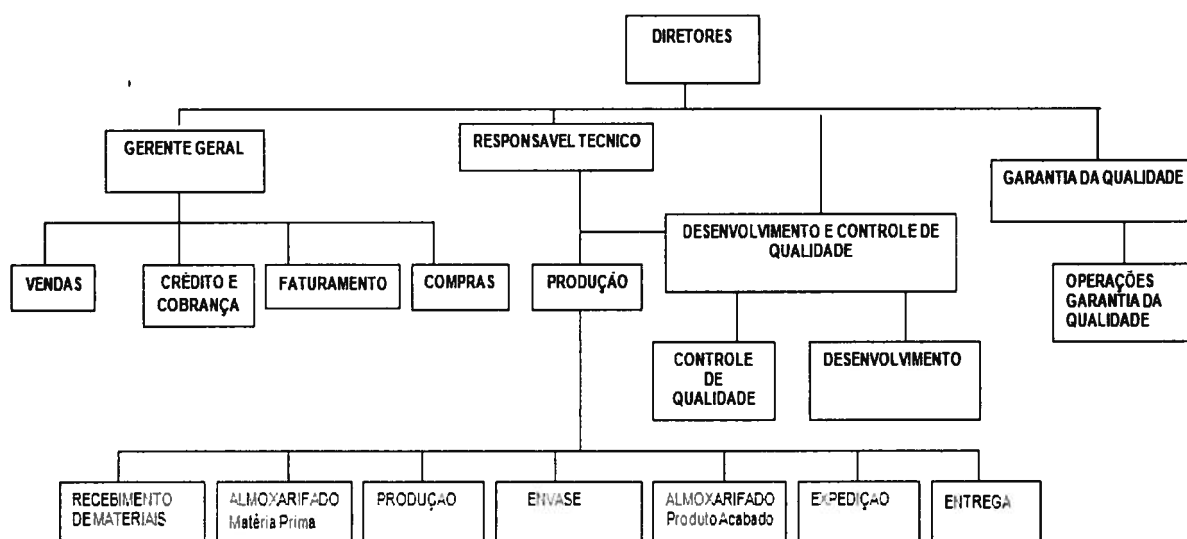 DIRETORES
GERENTE GERAL
RESPONSAVEL TECNICO
GARANTIA DA QUALIDADE
DESENVOLVIMENTO E CONTROLE DE
QUALIDADE
VENDAS
CRÉDITO E
COBRANÇA
FATURAMENTO
COMPRAS
PRODUÇÃO
OPERAÇÕES
GARANTIA DA
QUALIDADE
CONTROLE
DE
QUALIDADE
DESENVOLVIMENTO
RECEBIMENTO
DE MATERIAIS
ALMOXARIFADO
Matéria Prima
PRODUÇAO
ENVASE
ALMOXARIFADO
Produto Acabado
EXPEDIÇAO
ENTREGA